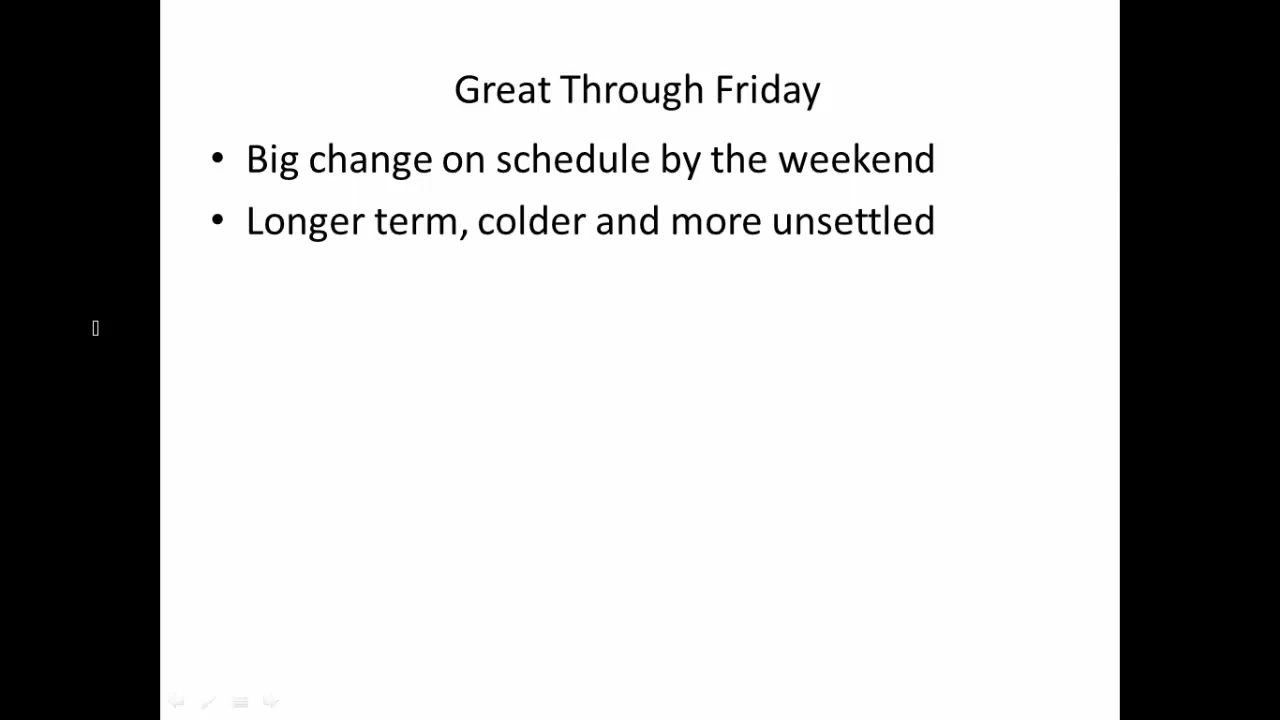 Great Through Friday
• Big change on schedule by the weekend
• Longer term, colder and more unsettled